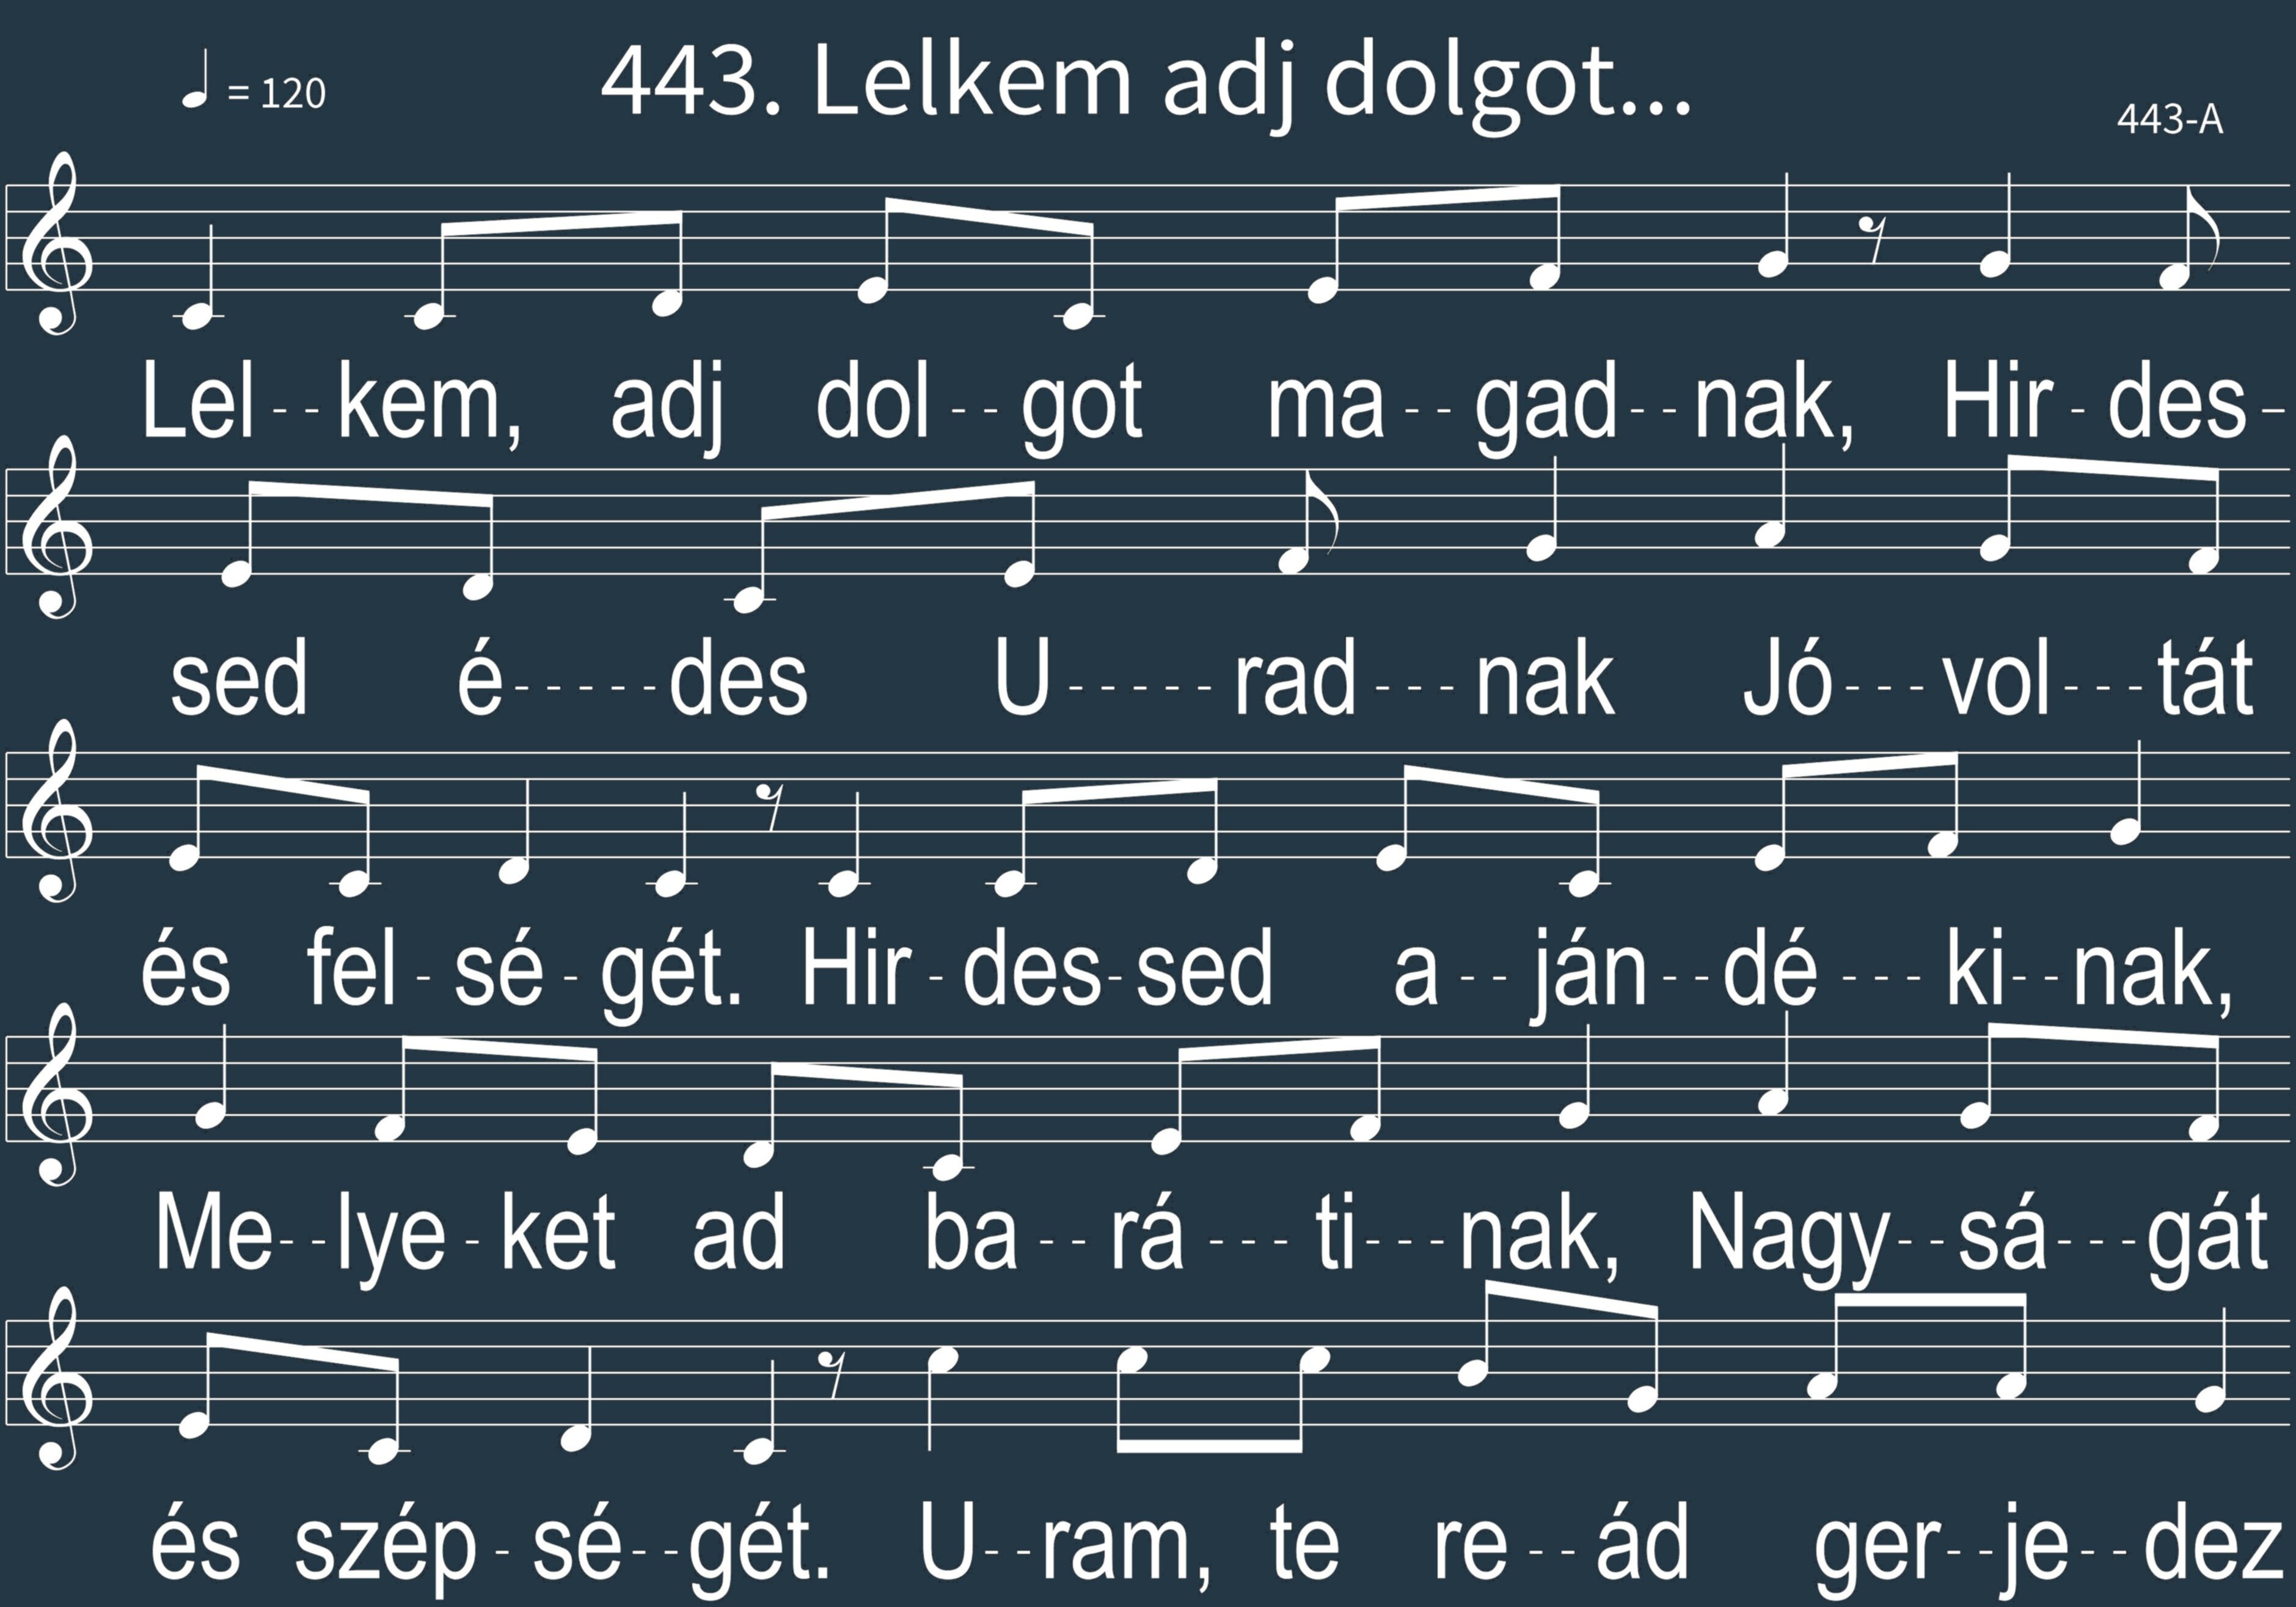 = 120
443. Lelkem adj dolgot...
443-A
Lel--kem, adj dol--got ma--gad--nak, Hir-des-
sed é-----des U-----rad---nak Jó---vol---tát
és fel-sé-gét. Hir-des-sed a--ján--dé---ki--nak,
Me--lye-ket ad ba--rá---ti---nak, Nagy--sá---gát
és szép-sé--gét. U--ram, te re--ád ger--je--dez